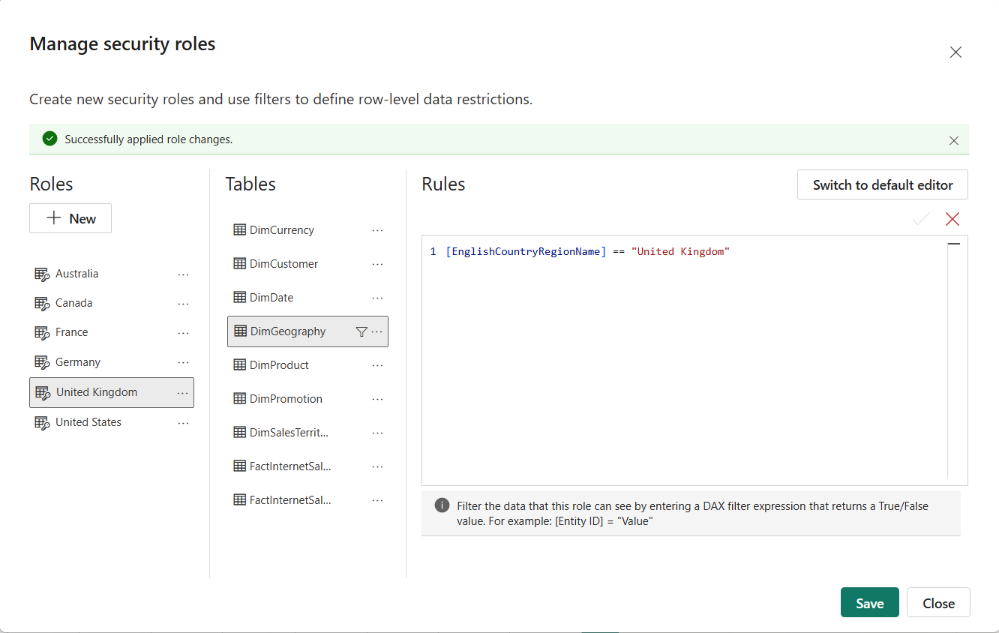 Manage security roles
Create new security roles and use filters to define row-level data restrictions.
Successfully applied role changes.
Roles
New
Australia
Canada
France
Germany
United Kingdom
United States
Tables
DimCurrency
DimCustomer
DimDate
DimGeography
DimProduct
DimPromotion
DimSalesTerrit...
FactInternetSal...
FactInternetSal...
Rules
Switch to default editor
1 [EnglishCountryRegionName] == "United Kingdom"
Filter the data that this role can see by entering a DAX filter expression that returns a True/False
value. For example: [Entity ID] = "Value"
Save
Close